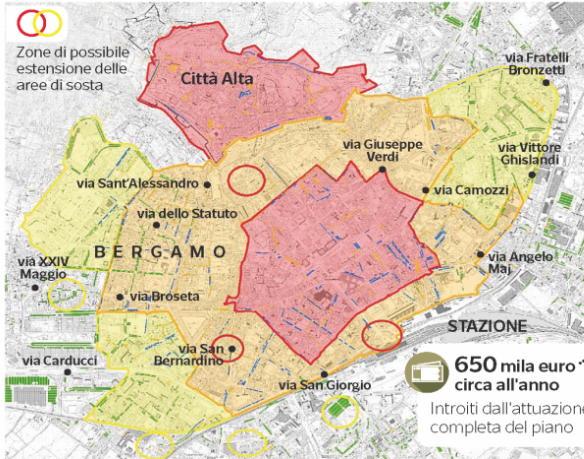 Zone di possibile
estensione delle
aree di sosta
Città Alta
via Fratelli
Bronzetti
via Giuseppe
Verdi
via Vittore
Ghislandi
via Sant'Alessandro
via Camozzi
via dello Statuto
BERGAMO
via XXIV
Maggio
via Angelo
Maj
via Broseta
STAZIONE
via San
Bernardino
via Carducci
via San Giorgio
650 mila euro
circa all'anno
Introiti dall'attuazione
completa del piano